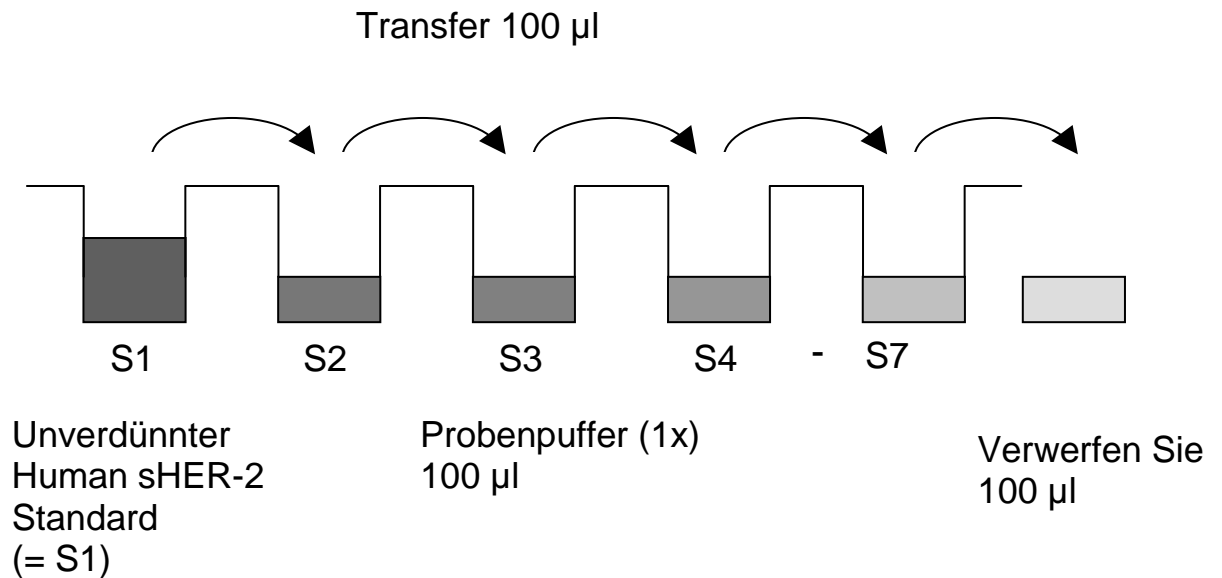 Transfer 100 µl
S1 S2 S3 S4 - S7
Unverdünnter
Human sHER-2
Standard
(= S1)
Probenpuffer (1x)
100 µl
Verwerfen Sie
100 µl